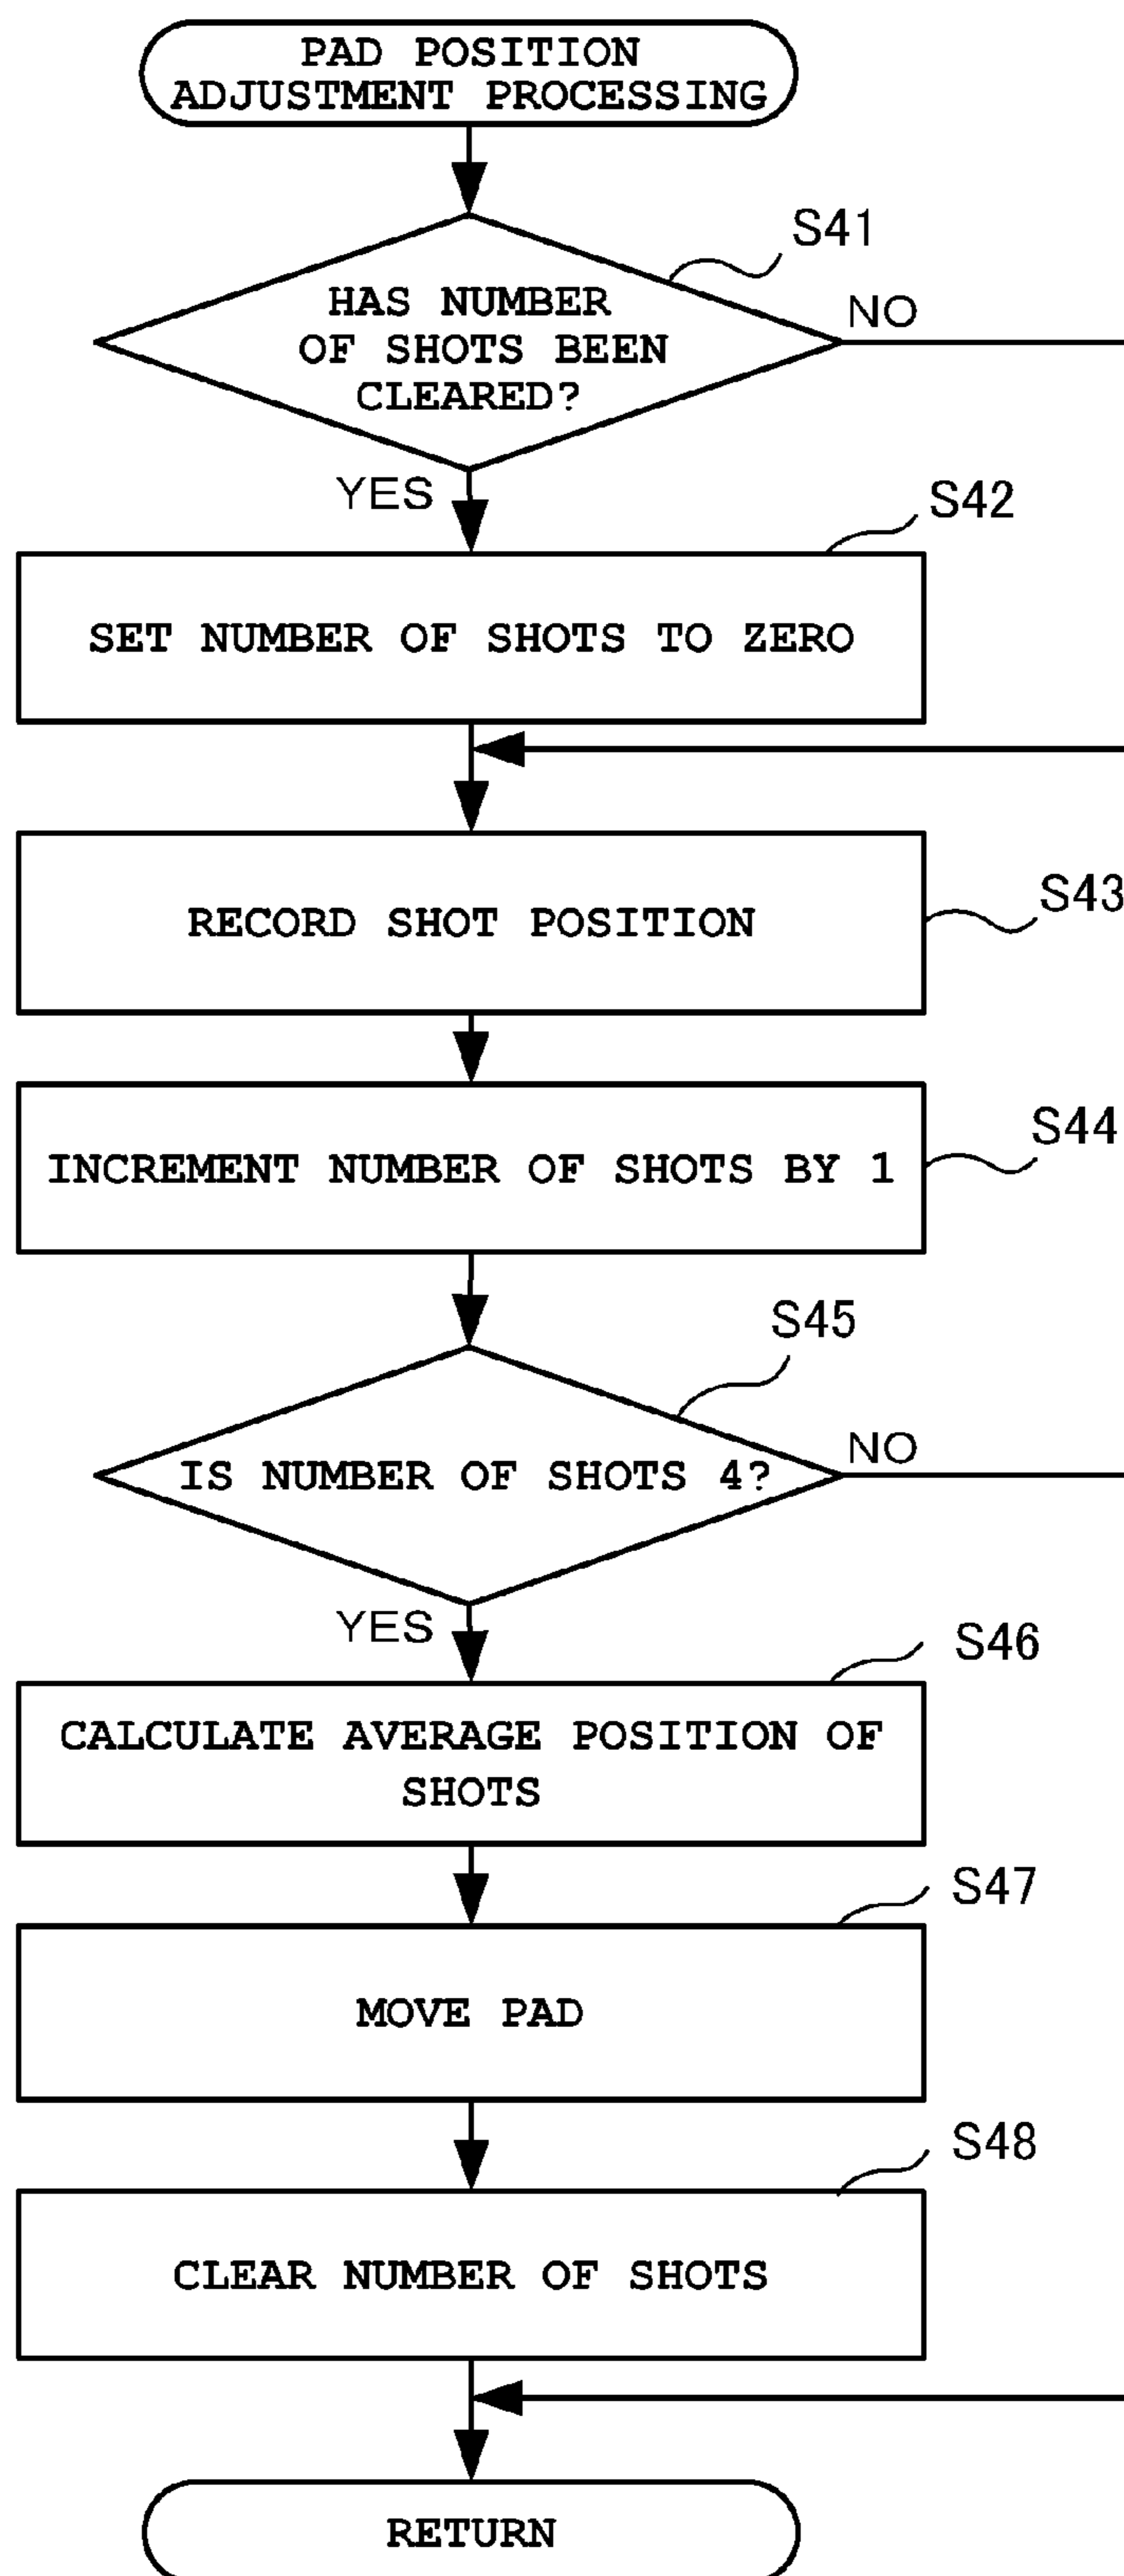 PAD POSITION
ADJUSTMENT PROCESSING
S41
HAS NUMBER
OF SHOTS BEEN
CLEARED?
NO
YES
S42
SET NUMBER OF SHOTS TO ZERO
RECORD SHOT POSITION
S43
INCREMENT NUMBER OF SHOTS BY 1
S44
S45
IS NUMBER OF SHOTS 4?
NO
YES
S46
CALCULATE AVERAGE POSITION OF
SHOTS
S47
MOVE PAD
S48
CLEAR NUMBER OF SHOTS
RETURN